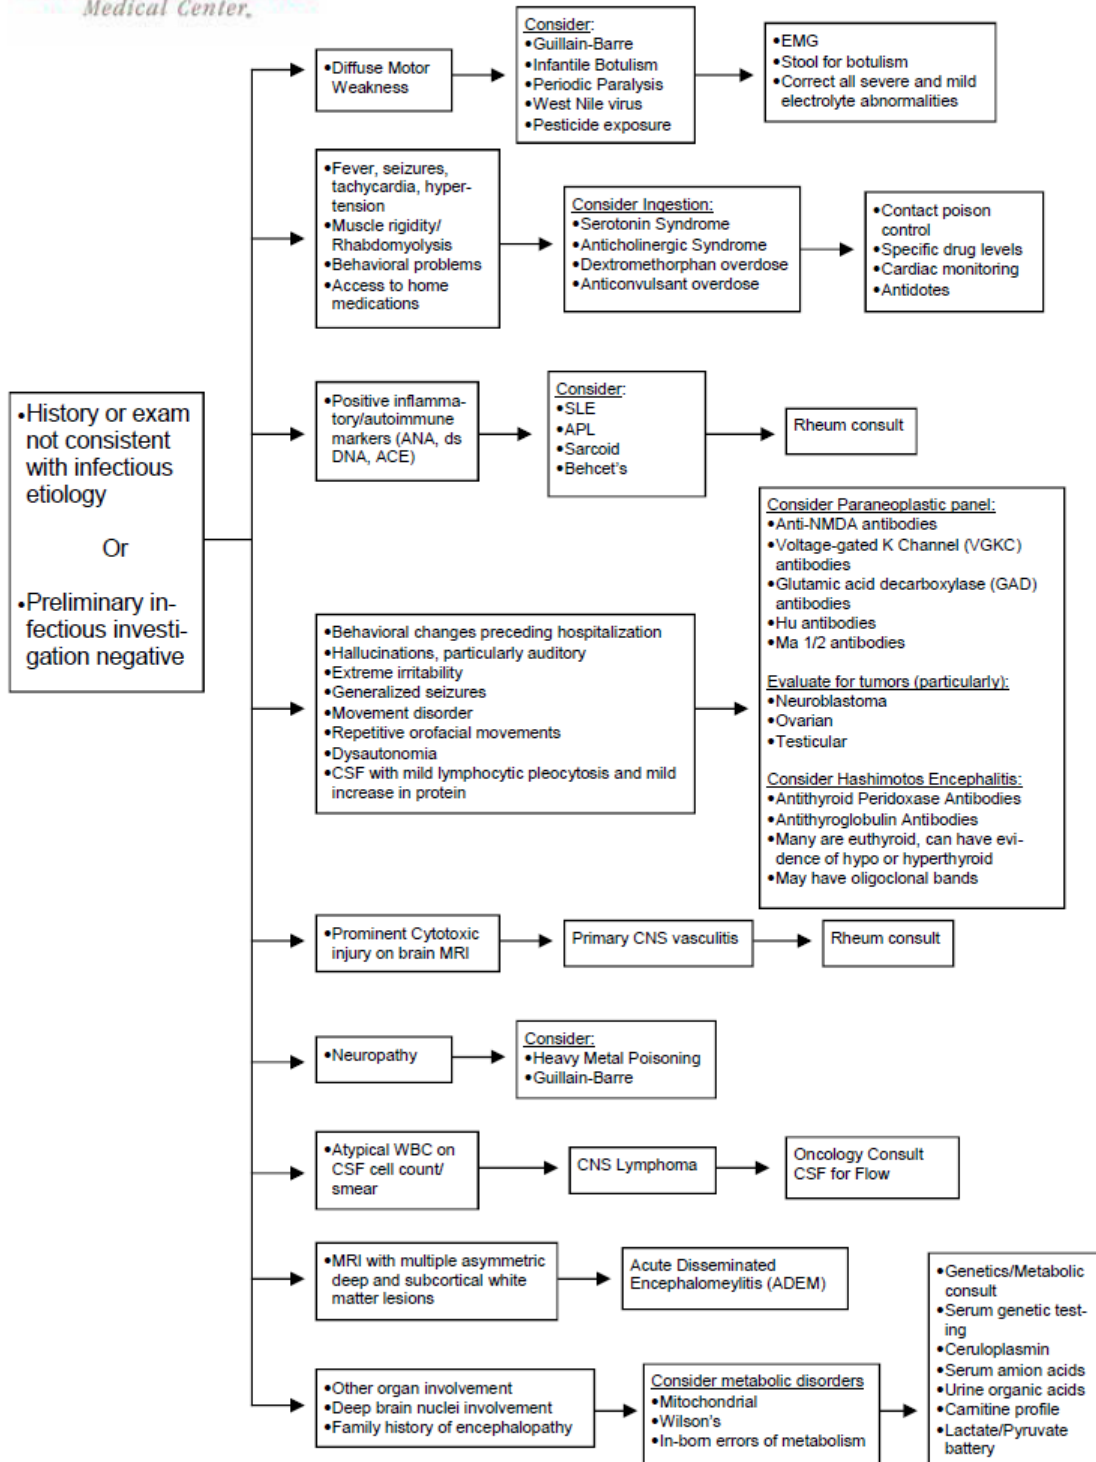 Medical Center.
•Diffuse Motor
Weakness
Consider:
•Guillain-Barre
•Infantile Botulism
•Periodic Paralysis
•West Nile virus
•Pesticide exposure
•EMG
•Stool for botulism
•Correct all severe and mild
electrolyte abnormalities
•Fever, seizures,
tachycardia, hyper-
tension
•Muscle rigidity/
Rhabdomyolysis
•Behavioral problems
•Access to home
medications
Consider Ingestion:
•Serotonin Syndrome
•Anticholinergic Syndrome
•Dextromethorphan overdose
•Anticonvulsant overdose
•Contact poison
control
•Specific drug levels
•Cardiac monitoring
•Antidotes
•History or exam
not consistent
with infectious
etiology
Or
•Preliminary in-
fectious investi-
gation negative
•Positive inflamma-
tory/autoimmune
markers (ANA, ds
DNA, ACE)
Consider:
•SLE
•APL
•Sarcoid
•Behcet's
Rheum consult
•Behavioral changes preceding hospitalization
•Hallucinations, particularly auditory
•Extreme irritability
•Generalized seizures
•Movement disorder
•Repetitive orofacial movements
•Dysautonomia
•CSF with mild lymphocytic pleocytosis and mild
increase in protein
Consider Paraneoplastic panel:
•Anti-NMDA antibodies
•Voltage-gated K Channel (VGKC)
antibodies
•Glutamic acid decarboxylase (GAD)
antibodies
•Hu antibodies
•Ma 1/2 antibodies
Evaluate for tumors (particularly):
•Neuroblastoma
•Ovarian
•Testicular
Consider Hashimotos Encephalitis:
•Antithyroid Peridoxase Antibodies
•Antithyroglobulin Antibodies
•Many are euthyroid, can have evi-
dence of hypo or hyperthyroid
•May have oligoclonal bands
•Prominent Cytotoxic
injury on brain MRI
Primary CNS vasculitis
Rheum consult
•Neuropathy
Consider:
•Heavy Metal Poisoning
•Guillain-Barre
•Atypical WBC on
CSF cell count/
smear
CNS Lymphoma
Oncology Consult
CSF for Flow
•MRI with multiple asymmetric
deep and subcortical white
matter lesions
Acute Disseminated
Encephalomeylitis (ADEM)
•Other organ involvement
•Deep brain nuclei involvement
•Family history of encephalopathy
Consider metabolic disorders
•Mitochondrial
•Wilson's
•In-born errors of metabolism
•Genetics/Metabolic
consult
•Serum genetic test-
ing
•Ceruloplasmin
•Serum amion acids
•Urine organic acids
•Carnitine profile
•Lactate/Pyruvate
battery